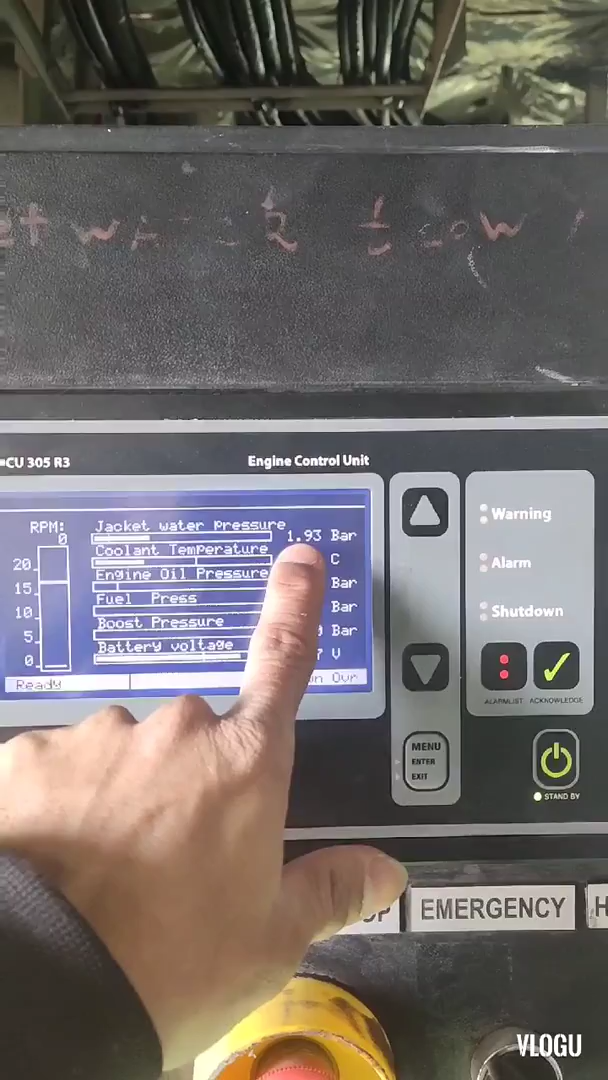 CU 305 R3
Engine Control Unit
RPM:
0
20
15
10
5
0
Jacket water Pressure
1.93 Bar
Coolant Temperature
C
Engine Oil Pressure
Bar
Fuel Press
Bar
Boost Pressure
Bar
Battery voltage
V
Ready
Ovr
Warning
Alarm
Shutdown
ALARMLIST
ACKNOWLEDGE
MENU
ENTER
EXIT
STAND BY
EMERGENCY
VLOGU